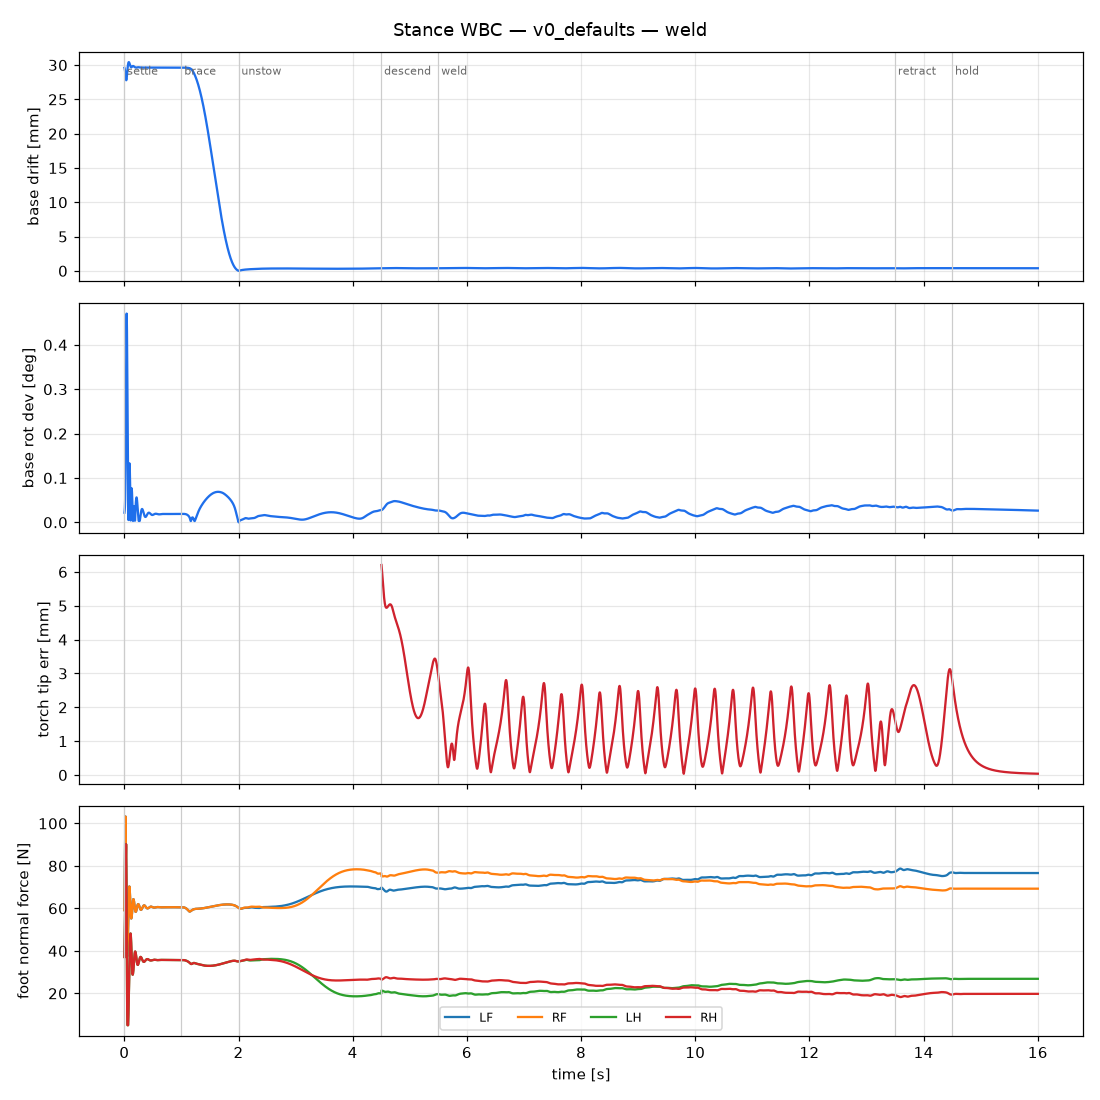 Stance WBC — v0_defaults — weld
settle brace unstow descend weld retract hold
base drift [mm]
30
25
20
15
10
5
0
base rot dev [deg]
0.4
0.3
0.2
0.1
0.0
torch tip err [mm]
6
5
4
3
2
1
0
foot normal force [N]
100
80
60
40
20
LF RF LH RH
0 2 4 6 8 10 12 14 16
time [s]